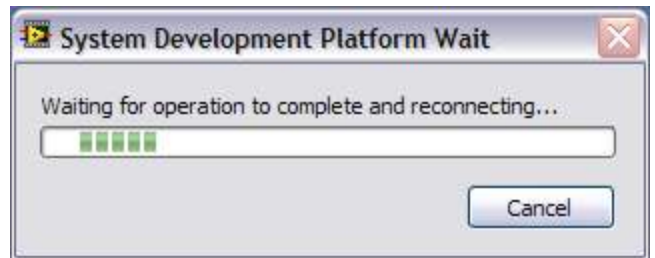 System Development Platform Wait
Waiting for operation to complete and reconnecting...
Cancel